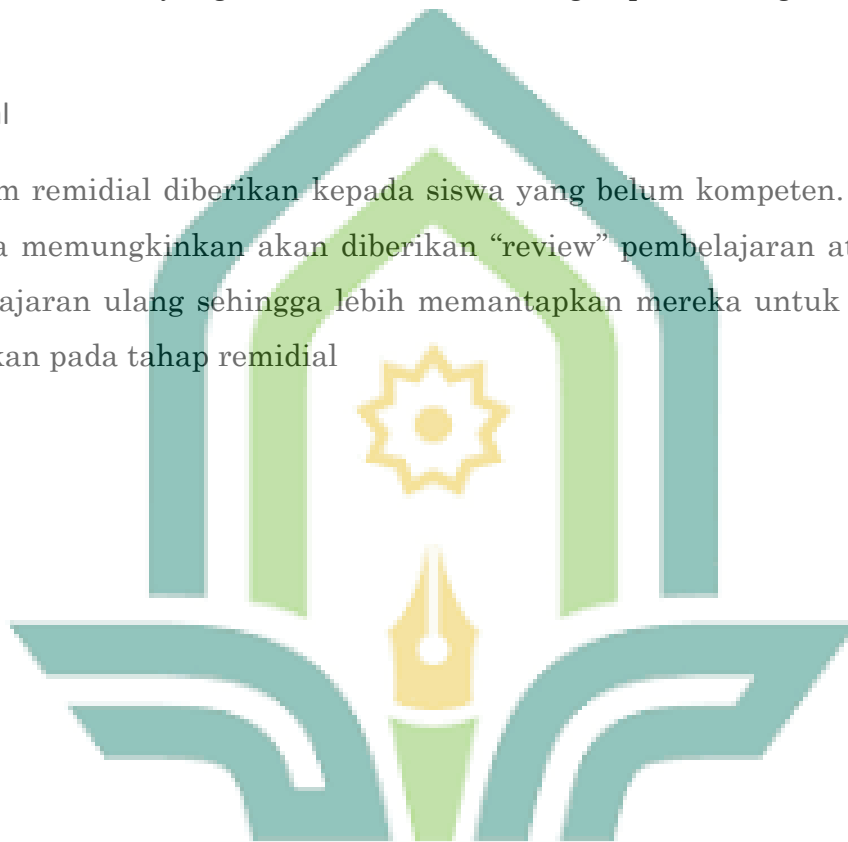 al
m remidial diberikan kepada siswa yang belum kompeten.
a memungkinkan akan diberikan “review” pembelajaran at
ajaran ulang sehingga lebih memantapkan mereka untuk
kan pada tahap remidial